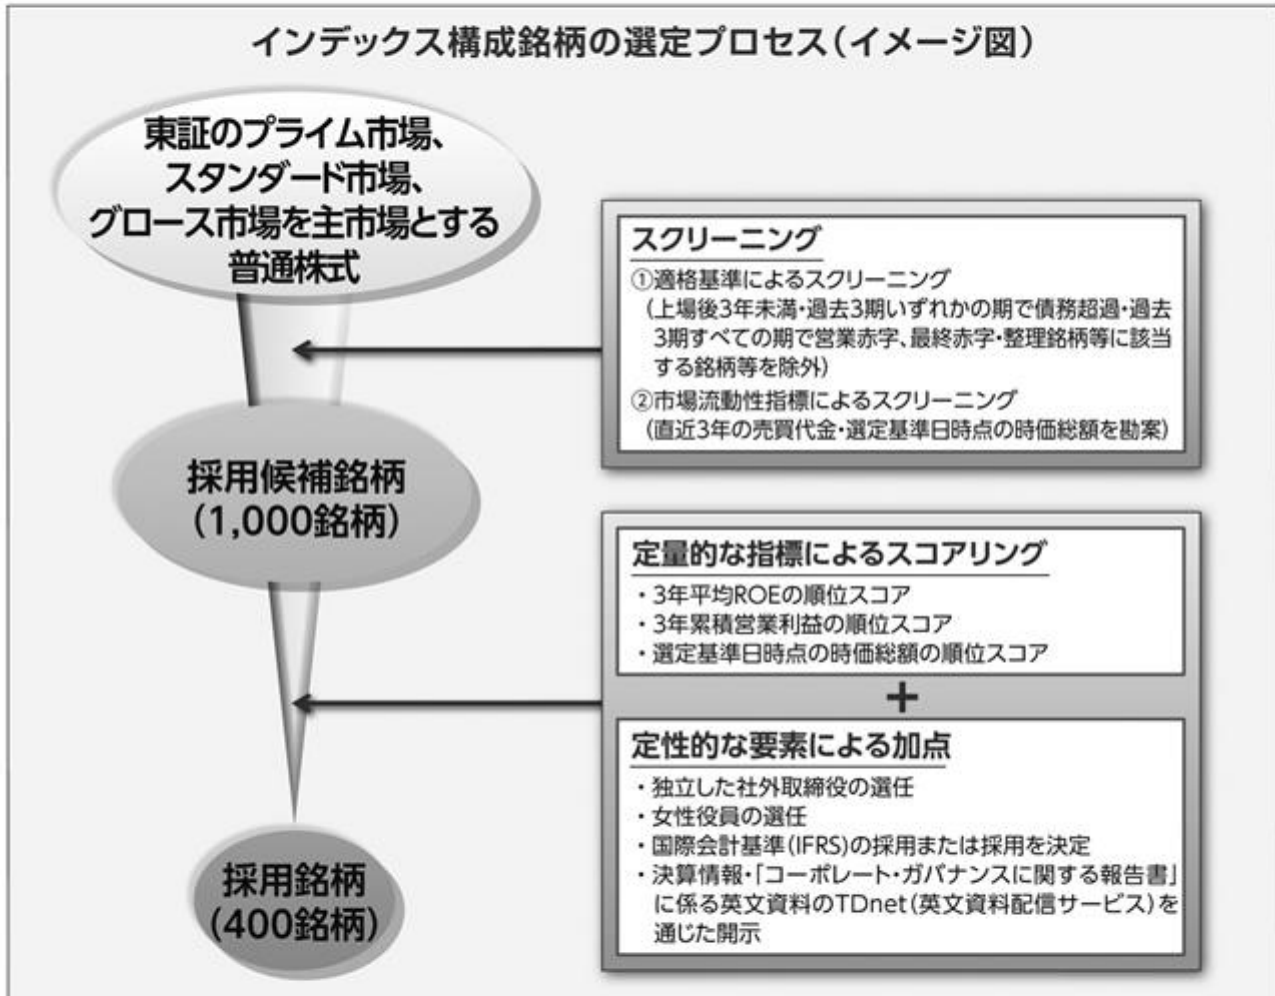 インデックス構成銘柄の選定プロセス（イメージ図）
東証のプライム市場、
スタンダード市場、
グロース市場を主市場とする
普通株式
スクリーニング
①適格基準によるスクリーニング
（上場後3年未満・過去3期いずれかの期で債務超過・過去
3期すべての期で営業赤字、最終赤字・整理銘柄等に該当
する銘柄等を除外）
②市場流動性指標によるスクリーニング
（直近3年の売買代金・選定基準日時点の時価総額を勘案）
採用候補銘柄
（1,000銘柄）
定量的な指標によるスコアリング
・3年平均ROEの順位スコア
・3年累積営業利益の順位スコア
・選定基準日時点の時価総額の順位スコア
+
定性的な要素による加点
・独立した社外取締役の選任
・女性役員の選任
・国際会計基準（IFRS）の採用または採用を決定
・決算情報・「コーポレート・ガバナンスに関する報告書」
に係る英文資料のTDnet（英文資料配信サービス）を
通じた開示
採用銘柄
（400銘柄）